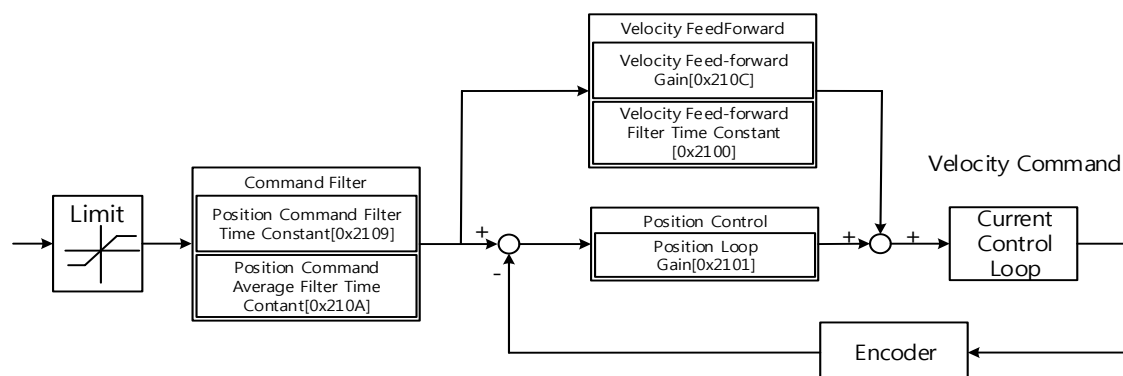 Velocity FeedForward
Velocity Feed-forward
Gain[0x210C]
Velocity Feed-forward
Filter Time Constant
[0x2100]
Velocity Command
Limit
Command Filter
Position Command Filter
Time Constant[0x2109]
Position Command
Average Filter Time
Contant[0x210A]
+
-
Position Control
Position Loop
Gain[0x2101]
+
+
Current
Control
Loop
Encoder